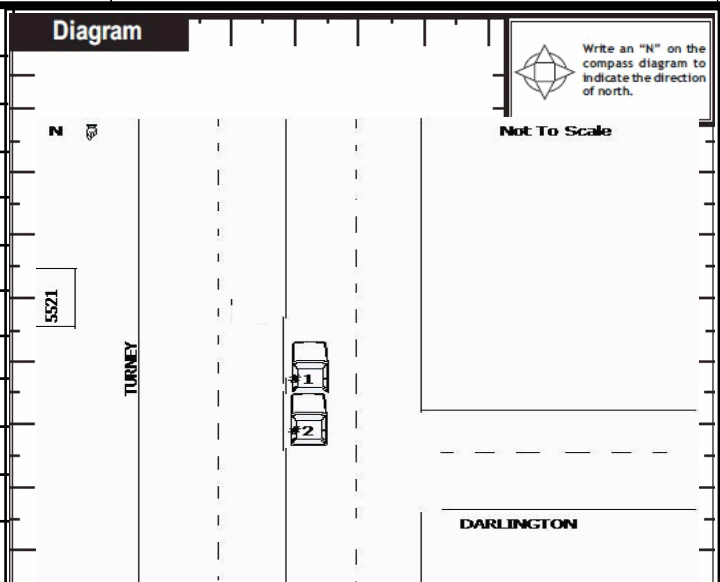 Diagram
Write an “N” on the
compass diagram to
indicate the direction
of north.
N
Not To Scale
5521
TURNEY
#1
#2
DARLINGTON